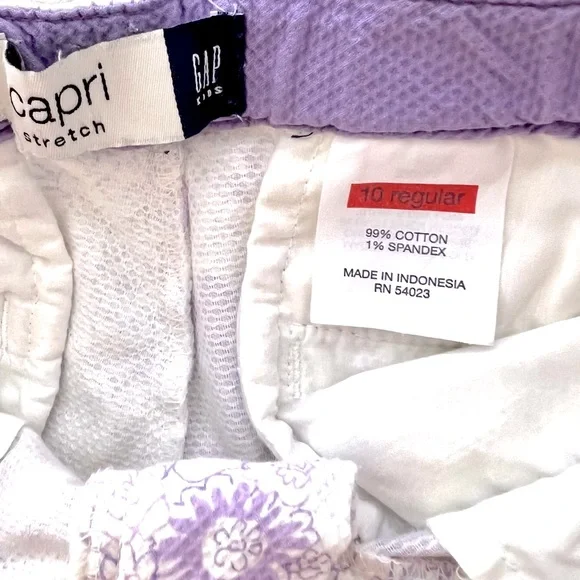 capri
stretch
GAP
KIDS
10 regular
99% COTTON
1% SPANDEX
MADE IN INDONESIA
RN 54023